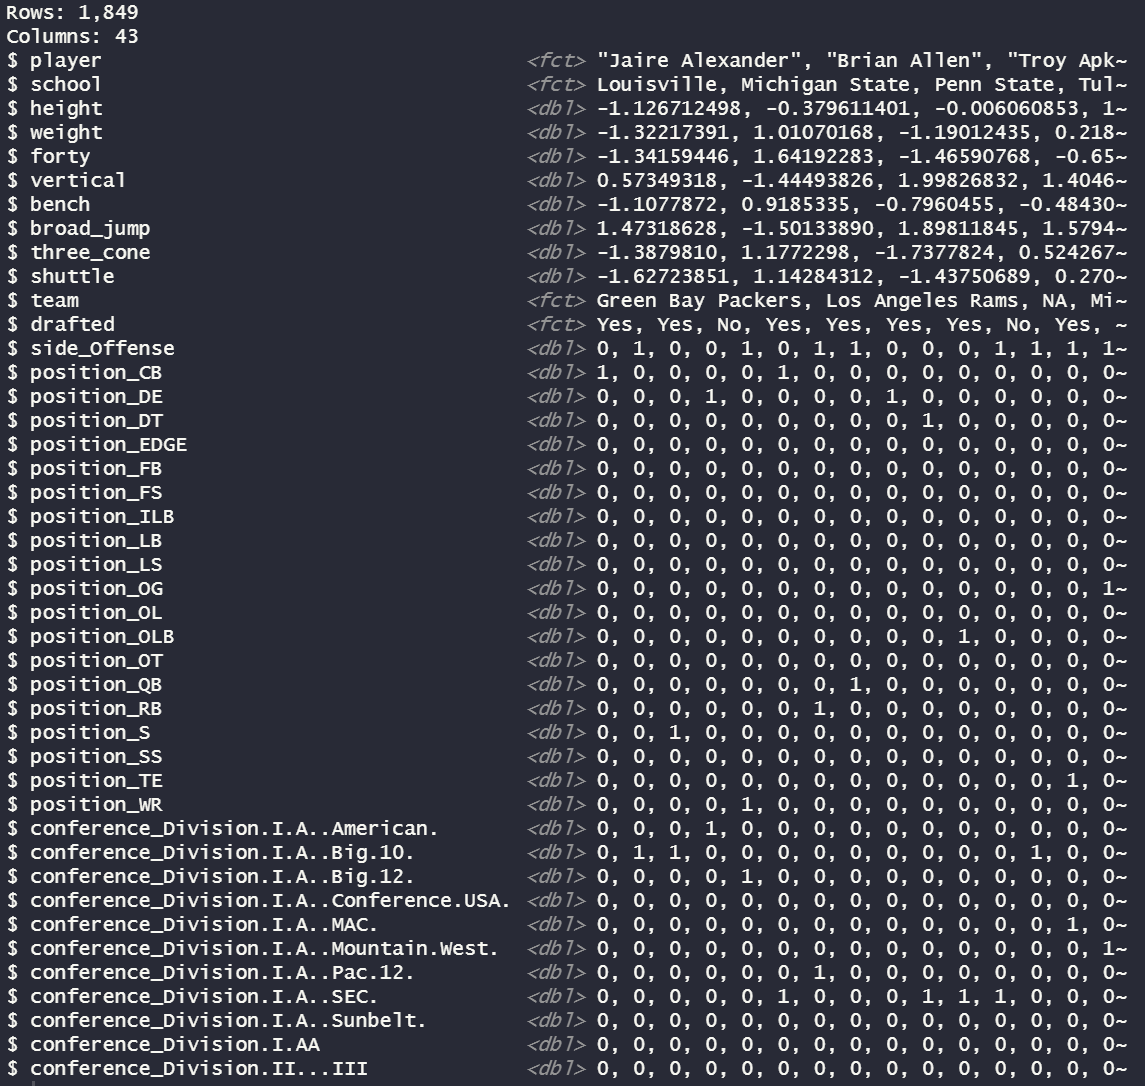 Rows: 1,849
Columns: 43
$ player <fct> "Jaire Alexander", "Brian Allen", "Troy Apk~
$ school <fct> Louisville, Michigan State, Penn State, Tul~
$ height <dbl> -1.126712498, -0.379611401, -0.006060853, 1~
$ weight <dbl> -1.32217391, 1.01070168, -1.19012435, 0.218~
$ forty <dbl> -1.34159446, 1.64192283, -1.46590768, -0.65~
$ vertical <dbl> 0.57349318, -1.44493826, 1.99826832, 1.4046~
$ bench <dbl> -1.1077872, 0.9185335, -0.7960455, -0.48430~
$ broad_jump <dbl> 1.47318628, -1.50133890, 1.89811845, 1.5794~
$ three_cone <dbl> -1.3879810, 1.1772298, -1.7377824, 0.524267~
$ shuttle <dbl> -1.62723851, 1.14284312, -1.43750689, 0.270~
$ team <fct> Green Bay Packers, Los Angeles Rams, NA, Mi~
$ drafted <fct> Yes, Yes, No, Yes, Yes, Yes, Yes, No, Yes, ~
$ side_Offense <dbl> 0, 1, 0, 0, 1, 0, 1, 1, 0, 0, 0, 1, 1, 1, 1~
$ position_CB <dbl> 1, 0, 0, 0, 0, 1, 0, 0, 0, 0, 0, 0, 0, 0, 0~
$ position_DE <dbl> 0, 0, 0, 1, 0, 0, 0, 0, 1, 0, 0, 0, 0, 0, 0~
$ position_DT <dbl> 0, 0, 0, 0, 0, 0, 0, 0, 0, 1, 0, 0, 0, 0, 0~
$ position_EDGE <dbl> 0, 0, 0, 0, 0, 0, 0, 0, 0, 0, 0, 0, 0, 0, 0~
$ position_FB <dbl> 0, 0, 0, 0, 0, 0, 0, 0, 0, 0, 0, 0, 0, 0, 0~
$ position_FS <dbl> 0, 0, 0, 0, 0, 0, 0, 0, 0, 0, 0, 0, 0, 0, 0~
$ position_ILB <dbl> 0, 0, 0, 0, 0, 0, 0, 0, 0, 0, 0, 0, 0, 0, 0~
$ position_LB <dbl> 0, 0, 0, 0, 0, 0, 0, 0, 0, 0, 0, 0, 0, 0, 0~
$ position_LS <dbl> 0, 0, 0, 0, 0, 0, 0, 0, 0, 0, 0, 0, 0, 0, 0~
$ position_OG <dbl> 0, 0, 0, 0, 0, 0, 0, 0, 0, 0, 0, 0, 0, 0, 1~
$ position_OL <dbl> 0, 0, 0, 0, 0, 0, 0, 0, 0, 0, 0, 0, 0, 0, 0~
$ position_OLB <dbl> 0, 0, 0, 0, 0, 0, 0, 0, 0, 0, 1, 0, 0, 0, 0~
$ position_OT <dbl> 0, 0, 0, 0, 0, 0, 0, 0, 0, 0, 0, 0, 0, 0, 0~
$ position_QB <dbl> 0, 0, 0, 0, 0, 0, 0, 1, 0, 0, 0, 0, 0, 0, 0~
$ position_RB <dbl> 0, 0, 0, 0, 0, 0, 1, 0, 0, 0, 0, 0, 0, 0, 0~
$ position_S <dbl> 0, 0, 1, 0, 0, 0, 0, 0, 0, 0, 0, 0, 0, 0, 0~
$ position_SS <dbl> 0, 0, 0, 0, 0, 0, 0, 0, 0, 0, 0, 0, 0, 0, 0~
$ position_TE <dbl> 0, 0, 0, 0, 0, 0, 0, 0, 0, 0, 0, 0, 0, 1, 0~
$ position_WR <dbl> 0, 0, 0, 0, 1, 0, 0, 0, 0, 0, 0, 0, 0, 0, 0~
$ conference_Division.I.A..American. <dbl> 0, 0, 0, 1, 0, 0, 0, 0, 0, 0, 0, 0, 0, 0, 0~
$ conference_Division.I.A..Big.10. <dbl> 0, 1, 1, 0, 0, 0, 0, 0, 0, 0, 0, 0, 1, 0, 0~
$ conference_Division.I.A..Big.12. <dbl> 0, 0, 0, 0, 1, 0, 0, 0, 0, 0, 0, 0, 0, 0, 0~
$ conference_Division.I.A..Conference.USA. <dbl> 0, 0, 0, 0, 0, 0, 0, 0, 0, 0, 0, 0, 0, 0, 0~
$ conference_Division.I.A..MAC. <dbl> 0, 0, 0, 0, 0, 0, 0, 0, 0, 0, 0, 0, 0, 1, 0~
$ conference_Division.I.A..Mountain.West. <dbl> 0, 0, 0, 0, 0, 0, 0, 0, 0, 0, 0, 0, 0, 0, 1~
$ conference_Division.I.A..Pac.12. <dbl> 0, 0, 0, 0, 0, 0, 1, 0, 0, 0, 0, 0, 0, 0, 0~
$ conference_Division.I.A..SEC. <dbl> 0, 0, 0, 0, 0, 1, 0, 0, 0, 1, 1, 1, 0, 0, 0~
$ conference_Division.I.A..Sunbelt. <dbl> 0, 0, 0, 0, 0, 0, 0, 0, 0, 0, 0, 0, 0, 0, 0~
$ conference_Division.I.AA <dbl> 0, 0, 0, 0, 0, 0, 0, 0, 0, 0, 0, 0, 0, 0, 0~
$ conference_Division.II...III <dbl> 0, 0, 0, 0, 0, 0, 0, 0, 0, 0, 0, 0, 0, 0, 0~